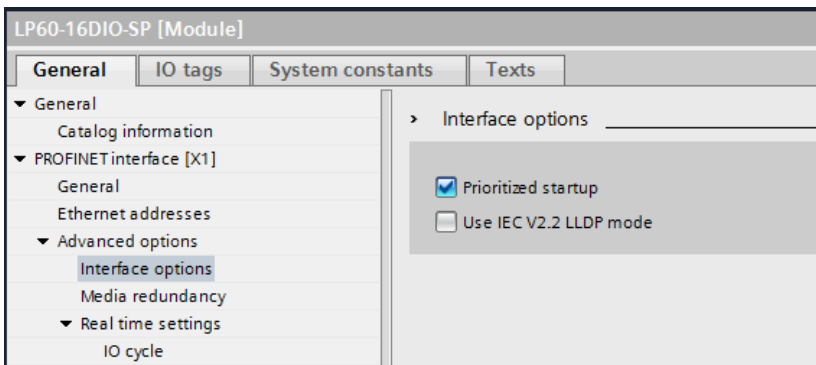 LP60-16DIO-SP [Module]
General
IO tags
System constants
Texts
General
Catalog information
PROFINET interface [X1]
General
Ethernet addresses
Advanced options
Interface options
Media redundancy
Real time settings
IO cycle
Interface options
Prioritized startup
Use IEC V2.2 LLDP mode